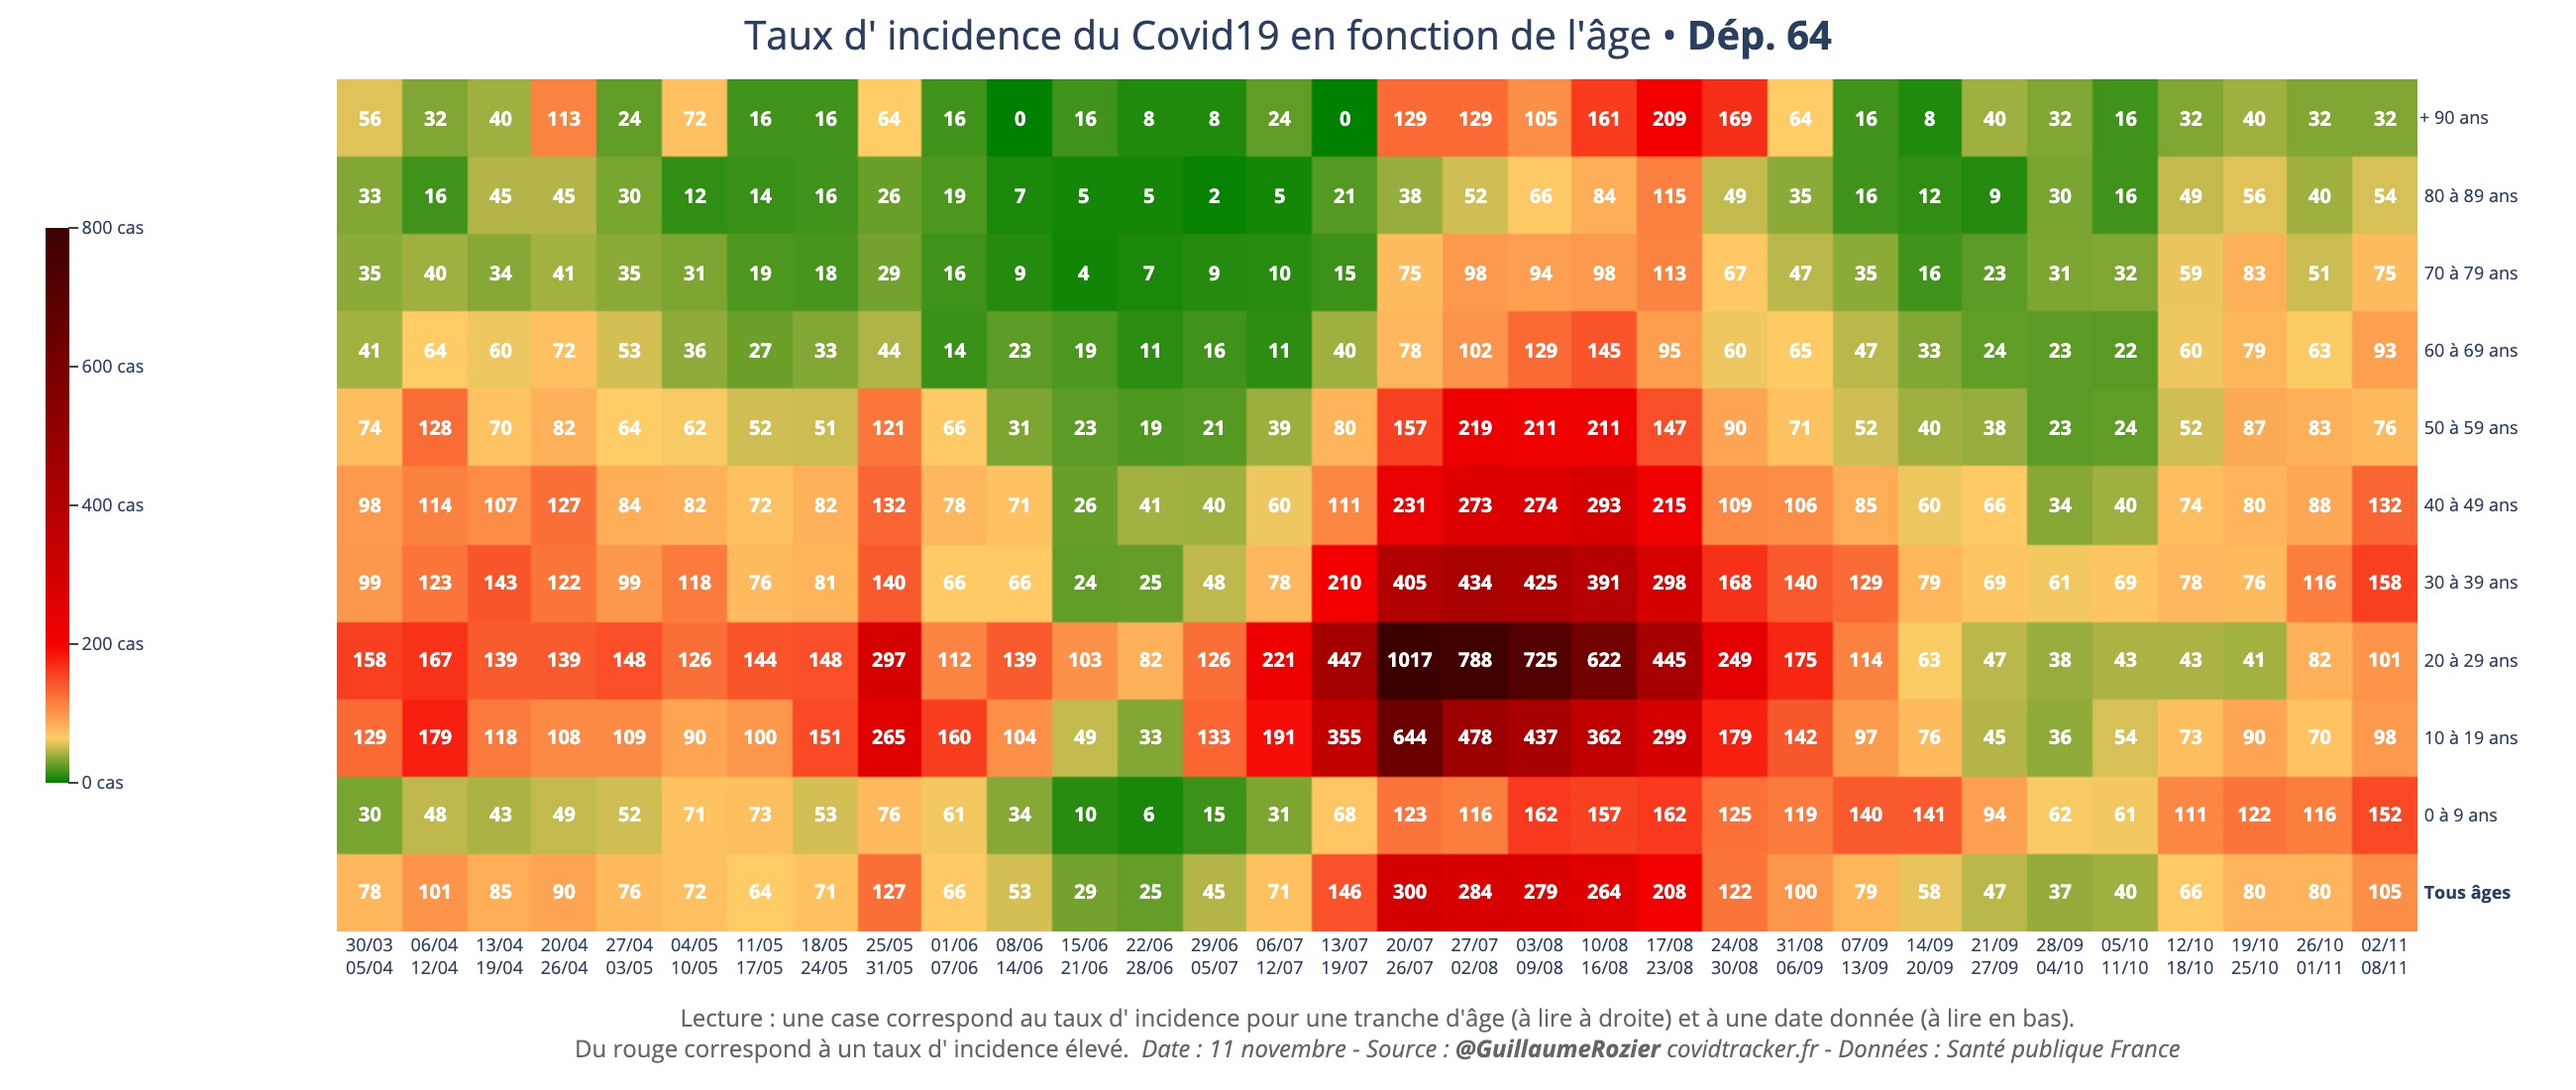 Taux d' incidence du Covid19 en fonction de l'âge • Dép. 64
800 cas
600 cas
400 cas
200 cas
0 cas
56 32 40 113 24 72 16 16 64 16 0 16 8 8 24 0 129 129 105 161 209 169 64 16 8 40 32 16 32 40 32 32 + 90 ans
33 16 45 45 30 12 14 16 26 19 7 5 5 2 5 21 38 52 66 84 115 49 35 16 12 9 30 16 49 56 40 54 80 à 89 ans
35 40 34 41 35 31 19 18 29 16 9 4 7 9 10 15 75 98 94 98 113 67 47 35 16 23 31 32 59 83 51 75 70 à 79 ans
41 64 60 72 53 36 27 33 44 14 23 19 11 16 11 40 78 102 129 145 95 60 65 47 33 24 23 22 60 79 63 93 60 à 69 ans
74 128 70 82 64 62 52 51 121 66 31 23 19 21 39 80 157 219 211 211 147 90 71 52 40 38 23 24 52 87 83 76 50 à 59 ans
98 114 107 127 84 82 72 82 132 78 71 26 41 40 60 111 231 273 274 293 215 109 106 85 60 66 34 40 74 80 88 132 40 à 49 ans
99 123 143 122 99 118 76 81 140 66 66 24 25 48 78 210 405 434 425 391 298 168 140 129 79 69 61 69 78 76 116 158 30 à 39 ans
158 167 139 139 148 126 144 148 297 112 139 103 82 126 221 447 1017 788 725 622 445 249 175 114 63 47 38 43 43 41 82 101 20 à 29 ans
129 179 118 108 109 90 100 151 265 160 104 49 33 133 191 355 644 478 437 362 299 179 142 97 76 45 36 54 73 90 70 98 10 à 19 ans
30 48 43 49 52 71 73 53 76 61 34 10 6 15 31 68 123 116 162 157 162 125 119 140 141 94 62 61 111 122 116 152 0 à 9 ans
78 101 85 90 76 72 64 71 127 66 53 29 25 45 71 146 300 284 279 264 208 122 100 79 58 47 37 40 66 80 80 105 Tous âges
30/03 06/04 13/04 20/04 27/04 04/05 11/05 18/05 25/05 01/06 08/06 15/06 22/06 29/06 06/07 13/07 20/07 27/07 03/08 10/08 17/08 24/08 31/08 07/09 14/09 21/09 28/09 05/10 12/10 19/10 26/10 02/11
05/04 12/04 19/04 26/04 03/05 10/05 17/05 24/05 31/05 07/06 14/06 21/06 28/06 05/07 12/07 19/07 26/07 02/08 09/08 16/08 23/08 30/08 06/09 13/09 20/09 27/09 04/10 11/10 18/10 25/10 01/11 08/11
Lecture : une case correspond au taux d' incidence pour une tranche d'âge (à lire à droite) et à une date donnée (à lire en bas).
Du rouge correspond à un taux d' incidence élevé. Date : 11 novembre - Source : @GuillaumeRozier covidtracker.fr - Données : Santé publique France